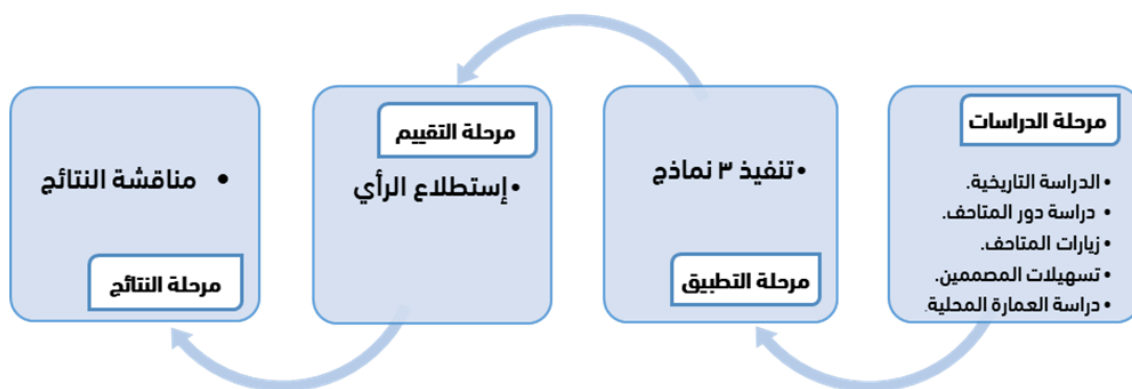 مرحلة الدراسات
• الدراسة التاريخية.
• دراسة دور المتاحف.
• زيارات المتاحف.
• تسهيلات المصممين.
• دراسة العمارة المحلية.
• تنفيذ ٣ نماذج
مرحلة التطبيق
مرحلة التقييم
• إستطلاع الرأي
• مناقشة النتائج
مرحلة النتائج